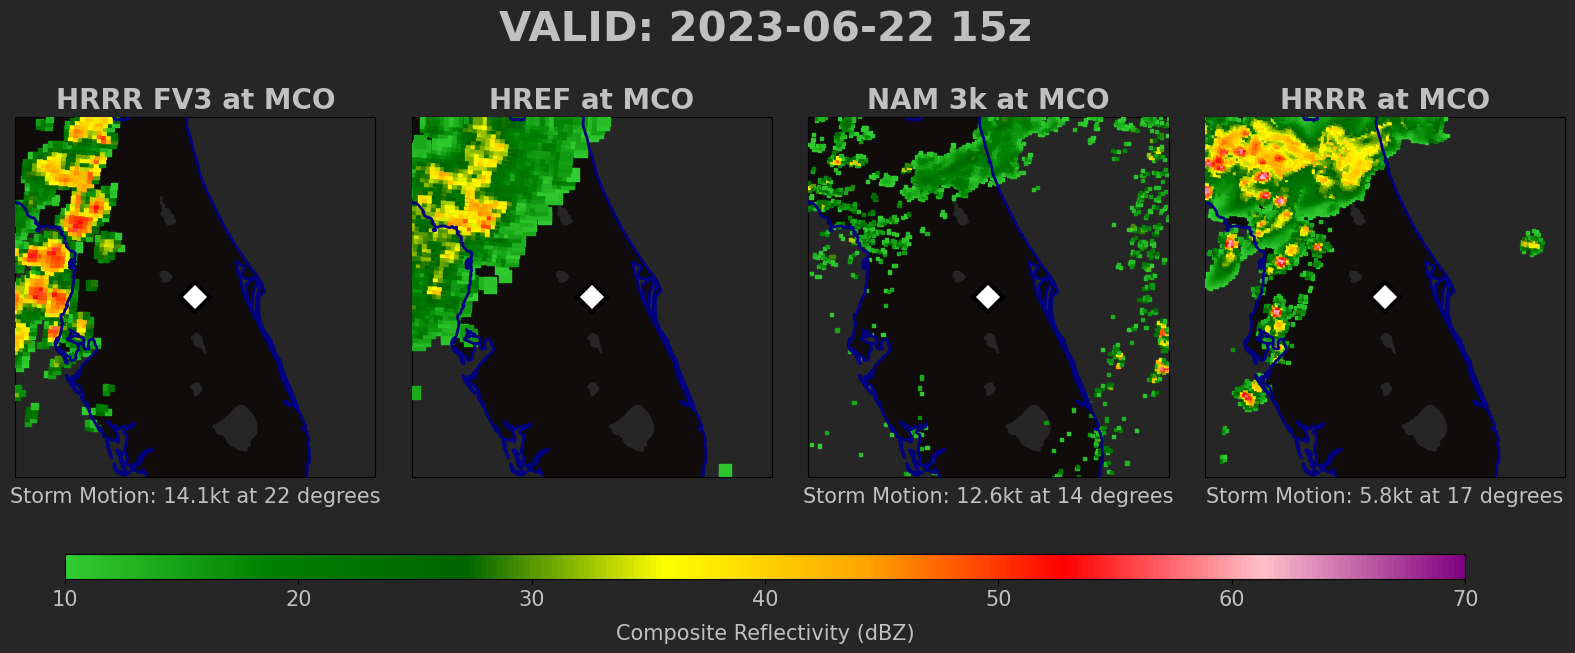 VALID: 2023-06-22 15z
HRRR FV3 at MCO
HREF at MCO
NAM 3k at MCO
HRRR at MCO
Storm Motion: 14.1kt at 22 degrees
Storm Motion: 12.6kt at 14 degrees
Storm Motion: 5.8kt at 17 degrees
10 20 30 40 50 60 70
Composite Reflectivity (dBZ)